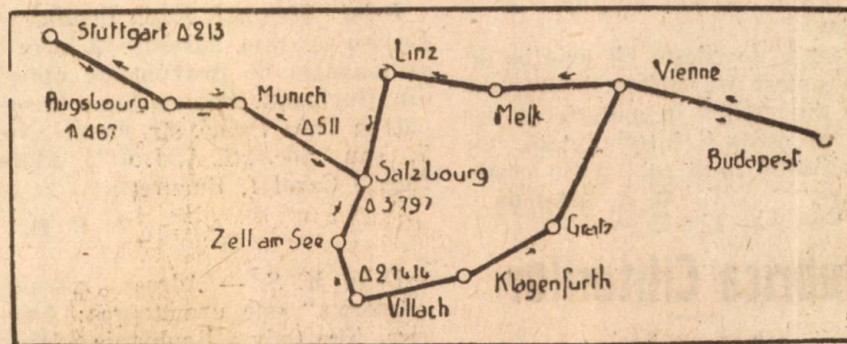 Stuttgart Δ213
Augsbourg
Δ467
Munich
Δ511
Linz
Melk
Vienne
Budapest
Salzbourg
Δ3797
Zell am See
Δ21414
Villach
Klagenfurth
Gratz